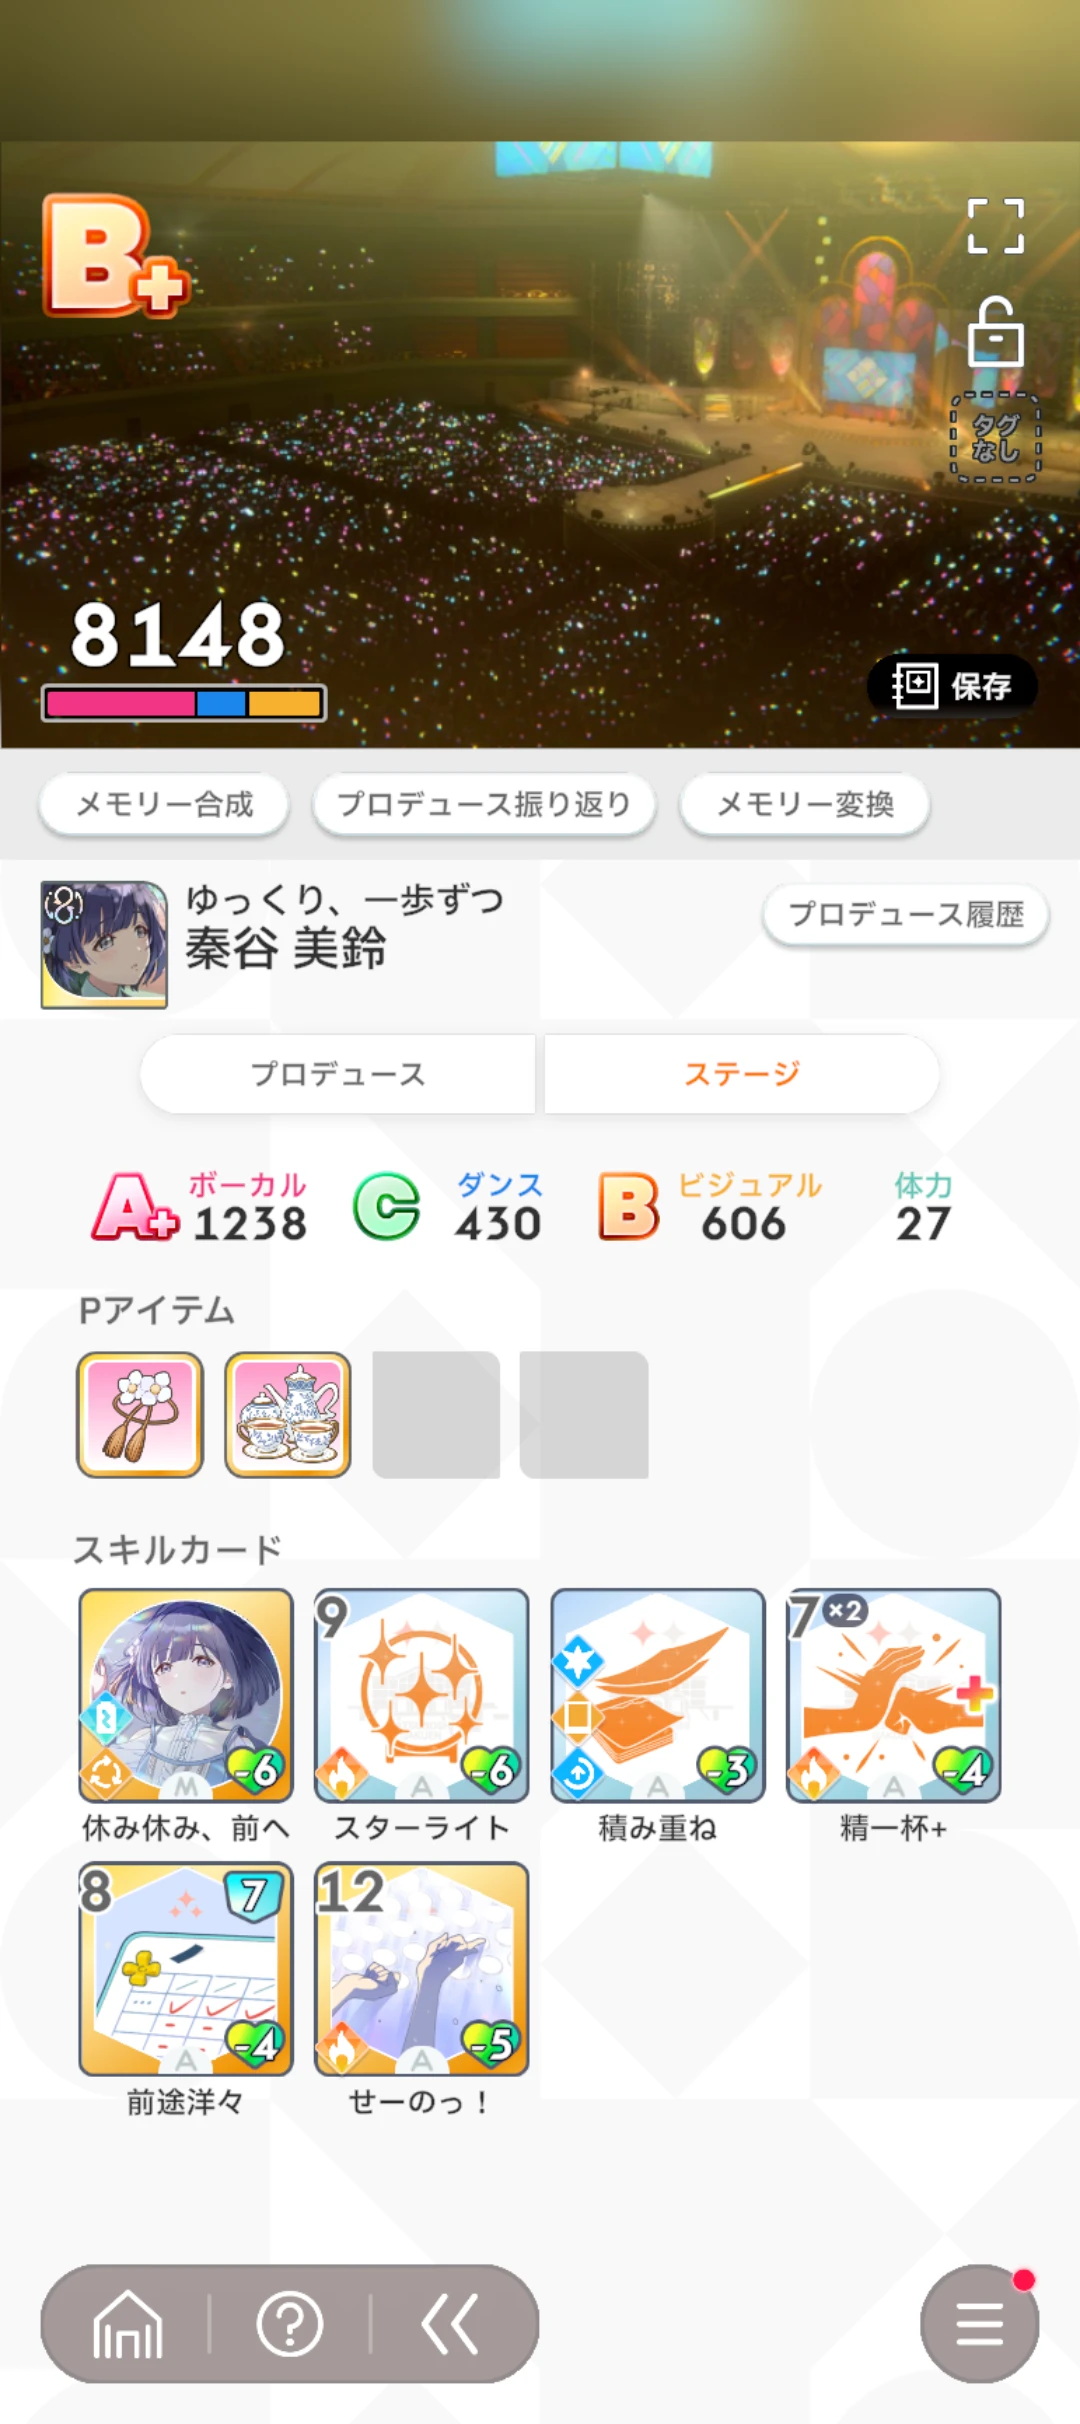 B+
タグ
なし
8148
保存
メモリー合成
プロデュース振り返り
メモリー変換
ゆっくり、一歩ずつ
秦谷 美鈴
プロデュース履歴
プロデュース
ステージ
A+ ボーカル 1238
C ダンス 430
B ビジュアル 606
体力 27
Pアイテム
スキルカード
M -6
9 A -6
A -3
7 ×2 + A -4
休み休み、前へ
スターライト
積み重ね
精一杯+
8 7 A -4
12 A -5
前途洋々
せーのっ！
?